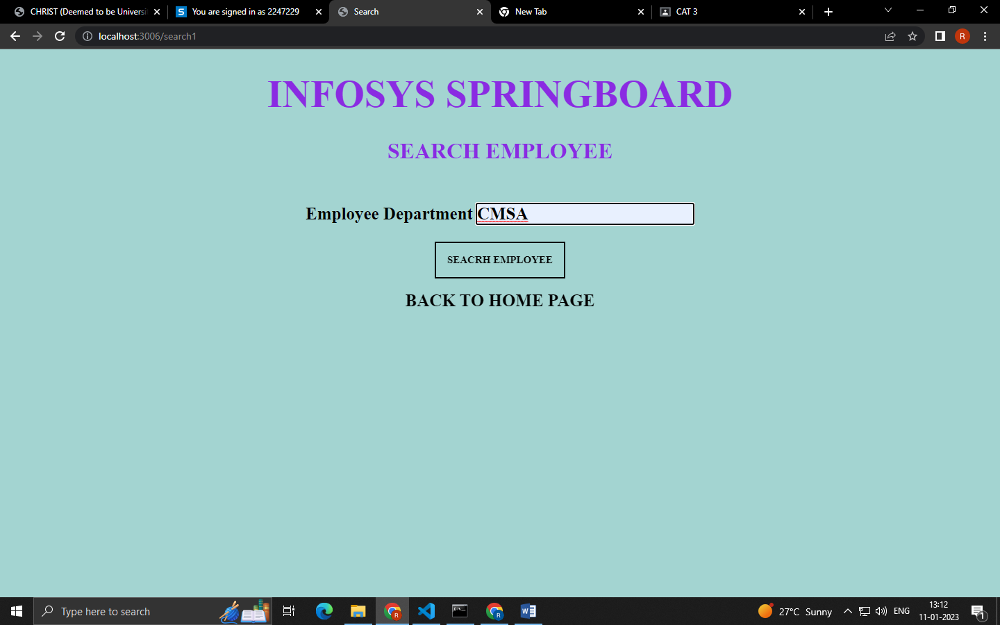 CHRIST (Deemed to be Universi
You are signed in as 2247229
Search
New Tab
CAT 3
localhost:3006/search1
R
INFOSYS SPRINGBOARD
SEARCH EMPLOYEE
Employee Department CMSA
SEACRH EMPLOYEE
BACK TO HOME PAGE
Type here to search
27°C Sunny
ENG
13:12
11-01-2023
1